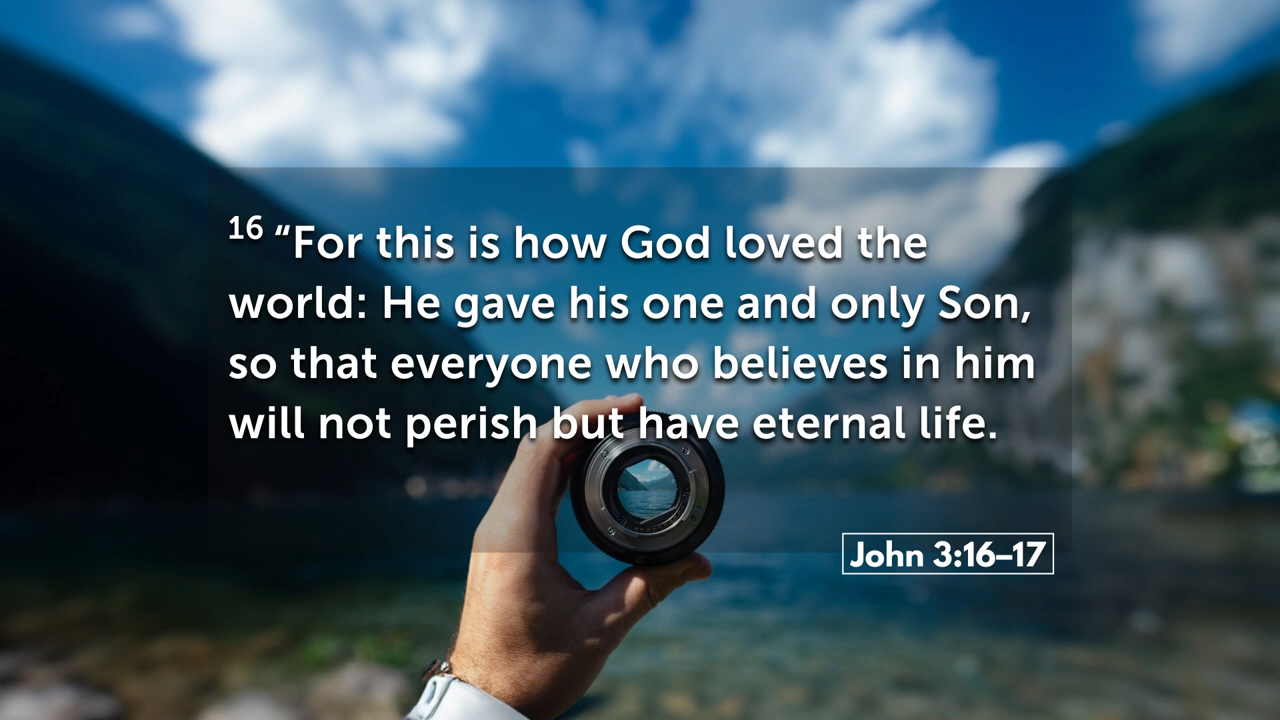 16 “For this is how God loved the
world: He gave his one and only Son,
so that everyone who believes in him
will not perish but have eternal life.
John 3:16–17